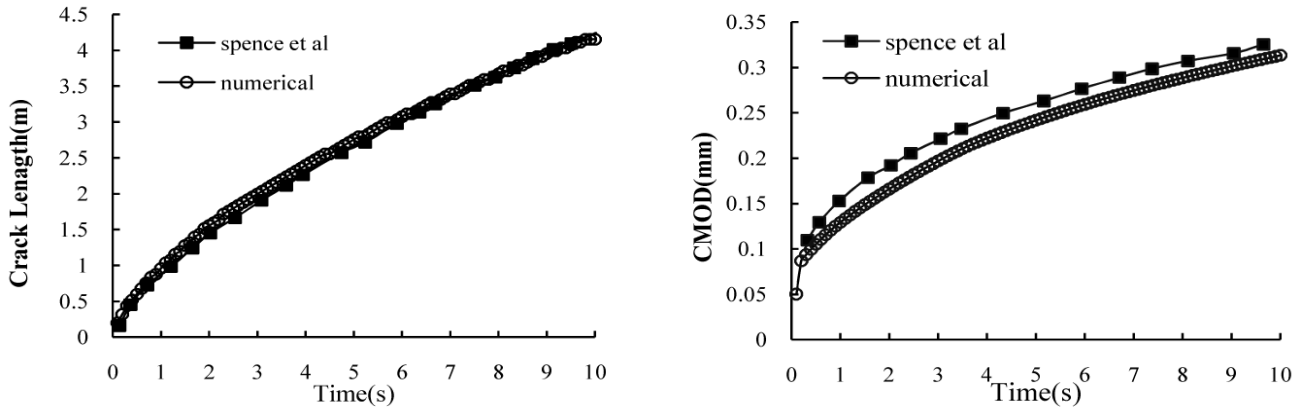 4.5
4
3.5
3
2.5
2
1.5
1
0.5
0
Crack Lenagth(m)
spence et al
numerical
0 1 2 3 4 5 6 7 8 9 10
Time(s)
0.35
0.3
0.25
0.2
0.15
0.1
0.05
0
CMOD(mm)
spence et al
numerical
0 1 2 3 4 5 6 7 8 9 10
Time(s)